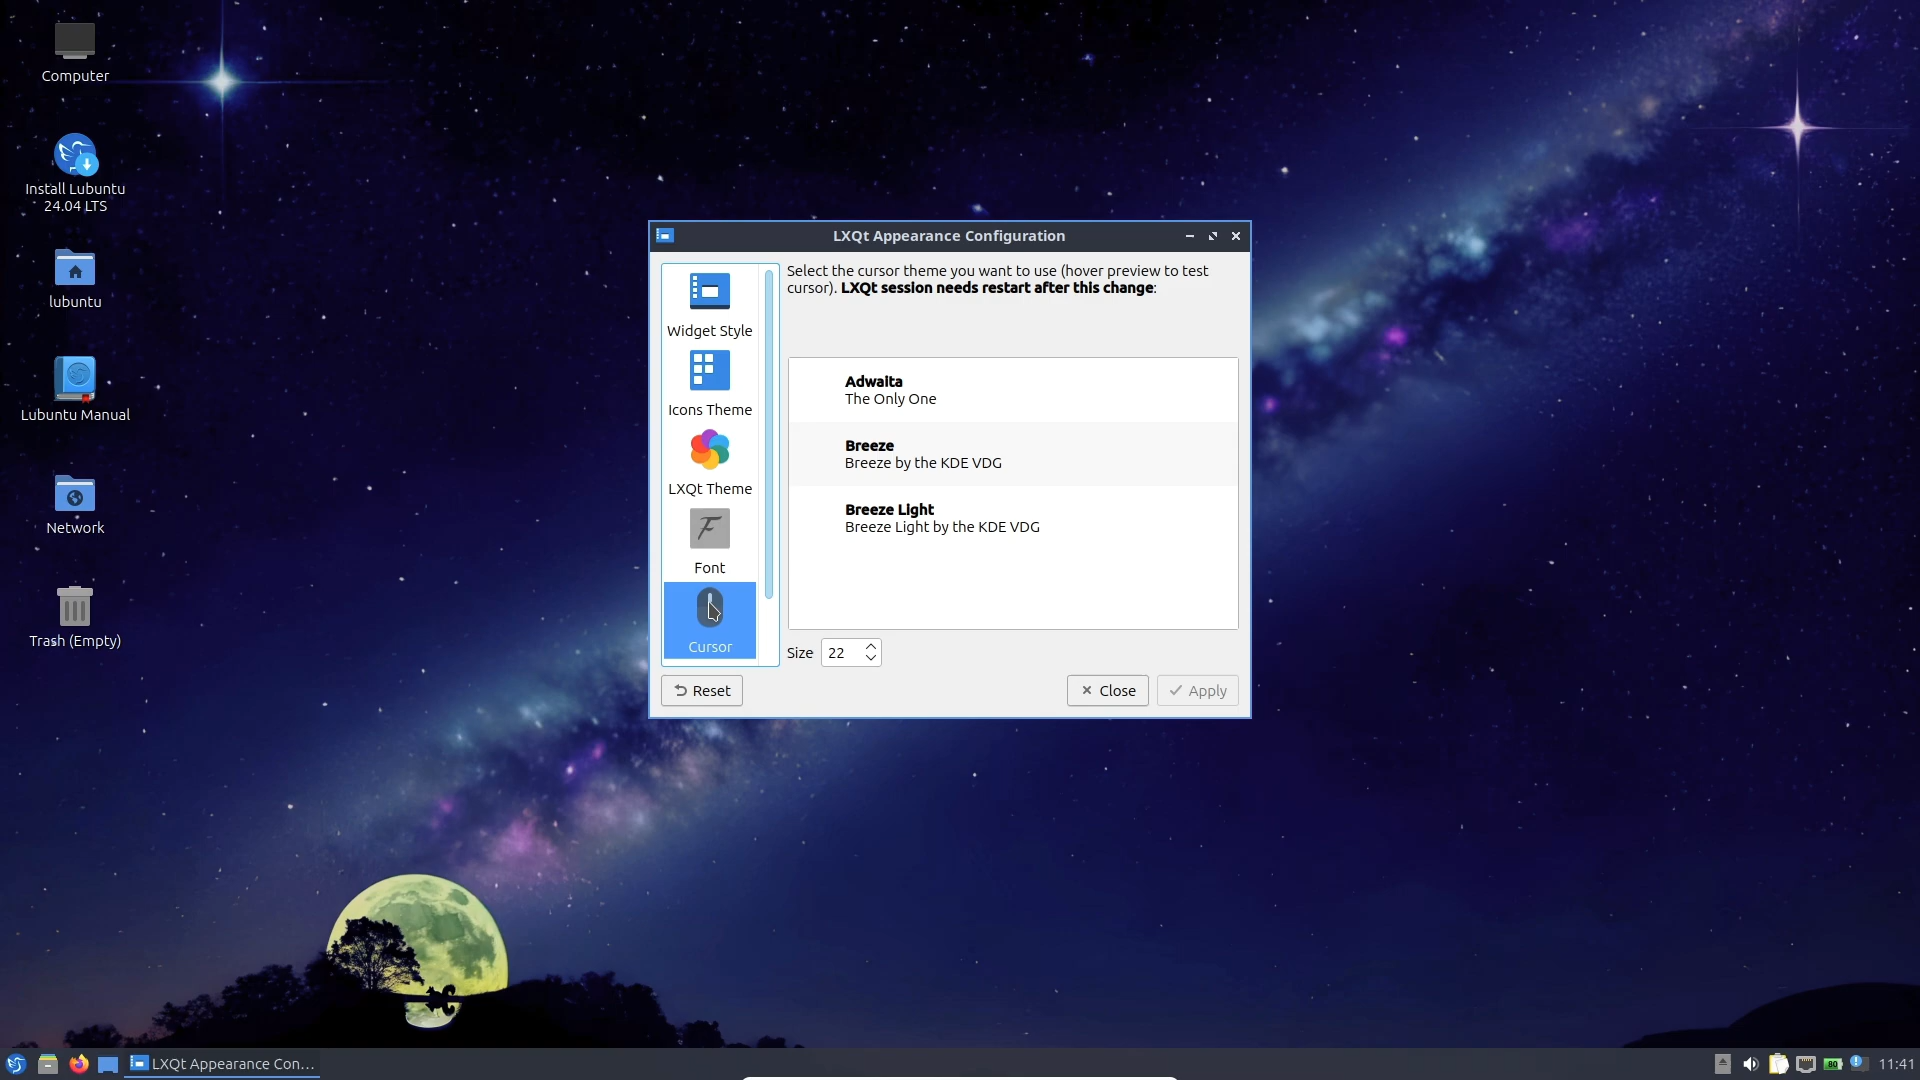 Computer
Install Lubuntu
24.04 LTS
lubuntu
Lubuntu Manual
Network
Trash (Empty)
LXQt Appearance Configuration
Widget Style
Icons Theme
LXQt Theme
Font
Cursor
Select the cursor theme you want to use (hover preview to test
cursor). LXQt session needs restart after this change:
Adwaita
The Only One
Breeze
Breeze by the KDE VDG
Breeze Light
Breeze Light by the KDE VDG
Size 22
Reset
Close
Apply
LXQt Appearance Con...
80
11:41